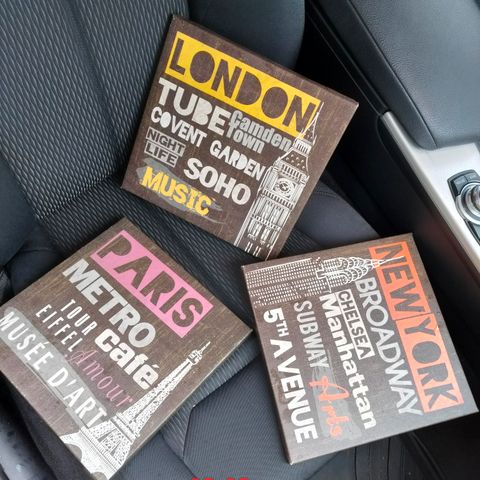 LONDON
TUBE
Camden
Town
COVENT GARDEN
NIGHT
LIFE
SOHO
MUSIC
PARIS
METRO
café
TOUR
EIFFEL
Amour
MUSÉE D'ART
NEW YORK
BROADWAY
CHELSEA
Manhattan
SUBWAY
Arts
5TH AVENUE